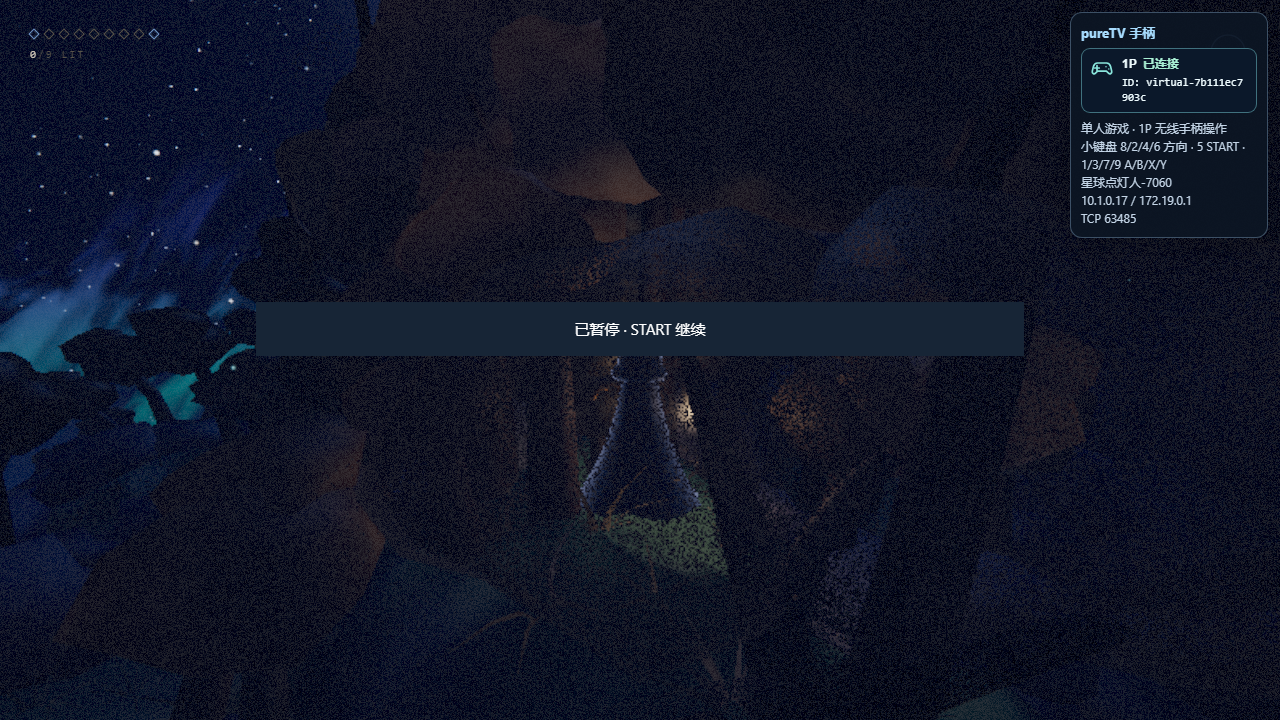 0/9 LIT
pureTV 手柄
1P 已连接
ID: virtual-7b111ec7
903c
单人游戏 · 1P 无线手柄操作
小键盘 8/2/4/6 方向 · 5 START ·
1/3/7/9 A/B/X/Y
星球点灯人-7060
10.1.0.17 / 172.19.0.1
TCP 63485
已暂停 · START 继续